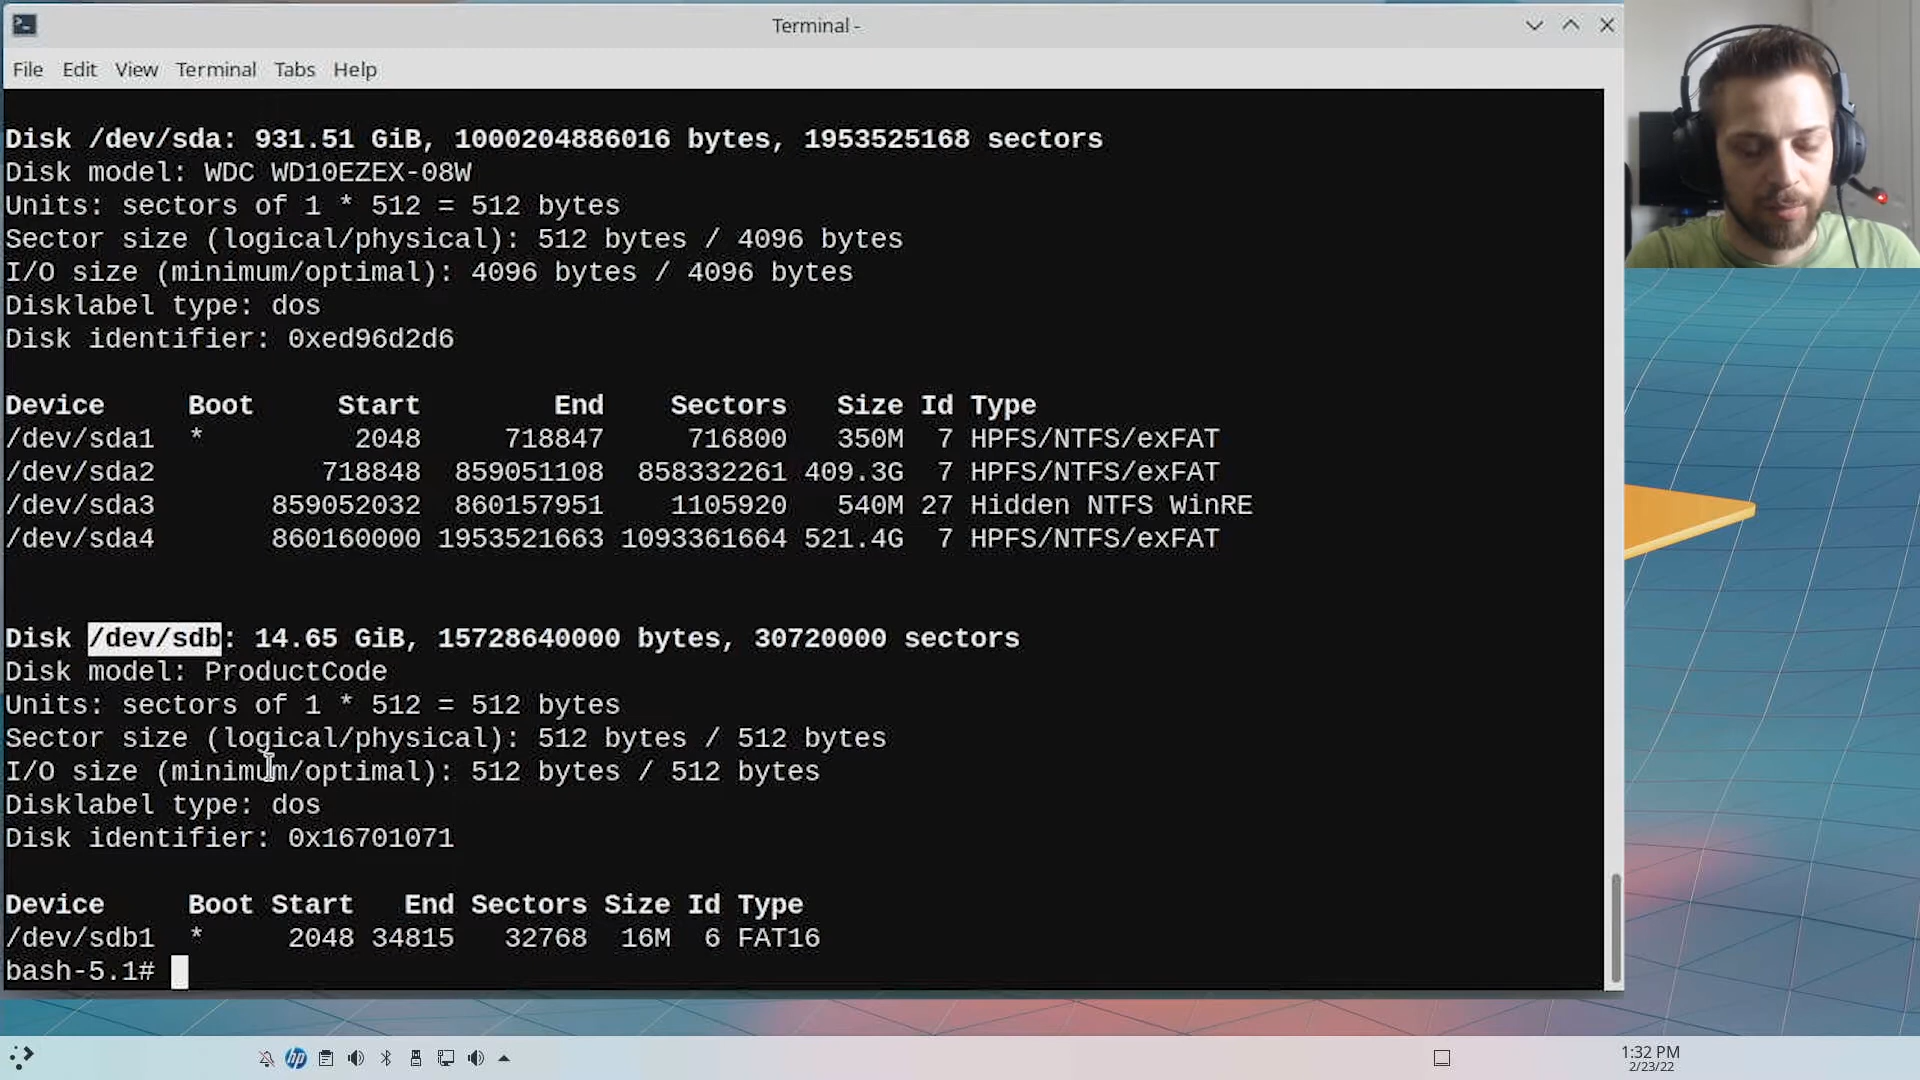 Terminal -
File Edit View Terminal Tabs Help
Disk /dev/sda: 931.51 GiB, 1000204886016 bytes, 1953525168 sectors
Disk model: WDC WD10EZEX-08W
Units: sectors of 1 * 512 = 512 bytes
Sector size (logical/physical): 512 bytes / 4096 bytes
I/O size (minimum/optimal): 4096 bytes / 4096 bytes
Disklabel type: dos
Disk identifier: 0xed96d2d6
Device Boot Start End Sectors Size Id Type
/dev/sda1 * 2048 718847 716800 350M 7 HPFS/NTFS/exFAT
/dev/sda2 718848 859051108 858332261 409.3G 7 HPFS/NTFS/exFAT
/dev/sda3 859052032 860157951 1105920 540M 27 Hidden NTFS WinRE
/dev/sda4 860160000 1953521663 1093361664 521.4G 7 HPFS/NTFS/exFAT
Disk /dev/sdb: 14.65 GiB, 15728640000 bytes, 30720000 sectors
Disk model: ProductCode
Units: sectors of 1 * 512 = 512 bytes
Sector size (logical/physical): 512 bytes / 512 bytes
I/O size (minimum/optimal): 512 bytes / 512 bytes
Disklabel type: dos
Disk identifier: 0x16701071
Device Boot Start End Sectors Size Id Type
/dev/sdb1 * 2048 34815 32768 16M 6 FAT16
bash-5.1#
hp
1:32 PM
2/23/22